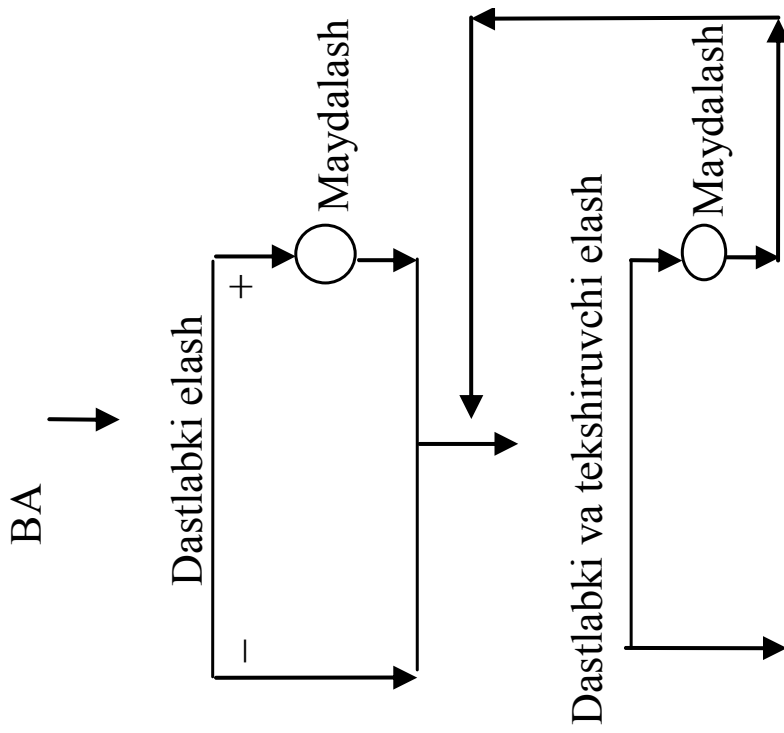 BA
Dastlabki elash
−
+
Maydalash
Dastlabki va tekshiruvchi elash
Maydalash